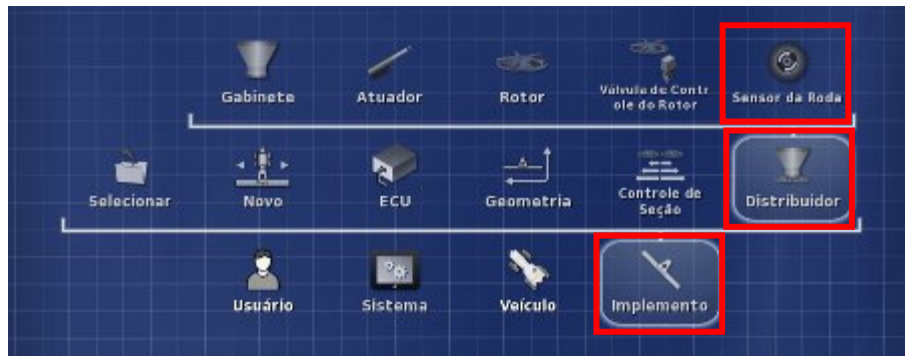 Gabinete
Atuador
Rotor
Válvula de Contr
ole do Rotor
Sensor da Roda
Selecionar
Novo
ECU
Geometria
Controle de
Seção
Distribuidor
Usuário
Sistema
Veículo
Implemento